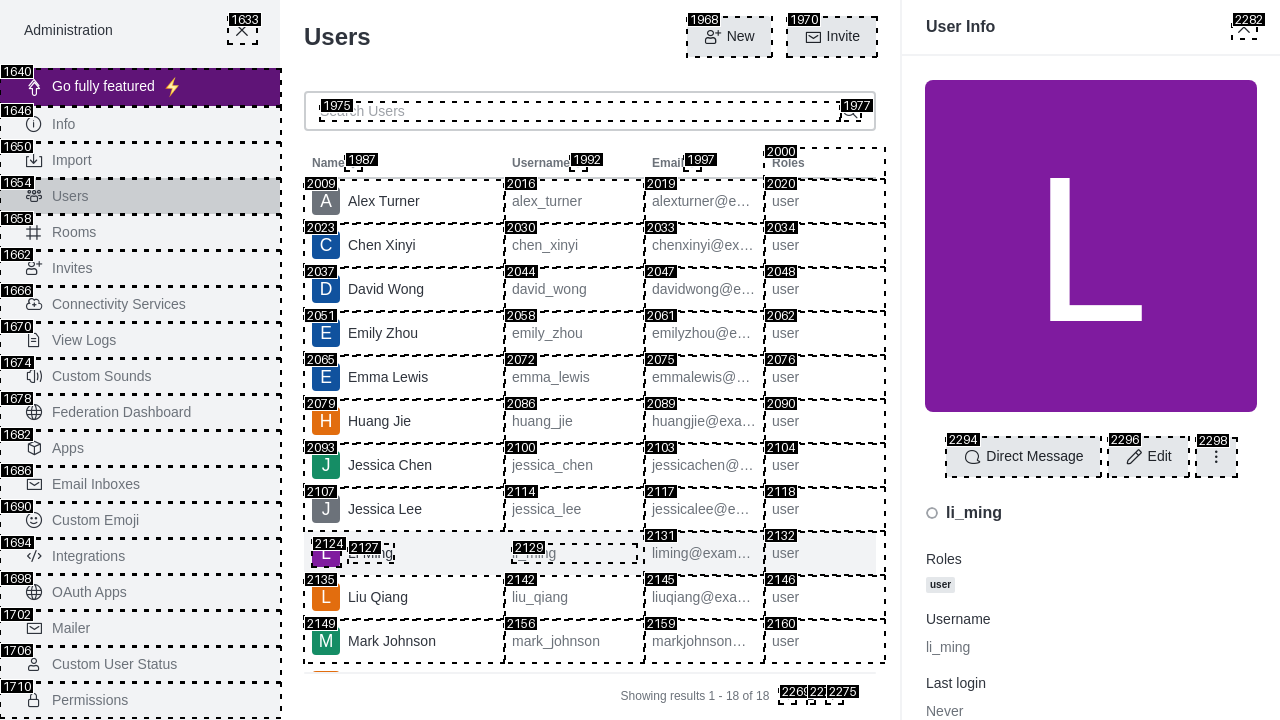 Administration
1633
1640
Go fully featured
1646
Info
1650
Import
1654
Users
1658
Rooms
1662
Invites
1666
Connectivity Services
1670
View Logs
1674
Custom Sounds
1678
Federation Dashboard
1682
Apps
1686
Email Inboxes
1690
Custom Emoji
1694
Integrations
1698
OAuth Apps
1702
Mailer
1706
Custom User Status
1710
Permissions
Users
1968
New
1970
Invite
1975
Search Users
1977
Name 1987 Username 1992 Email 1997 2000 Roles
2009 2016 2019 2020
A Alex Turner alex_turner alexturner@e… user
2023 2030 2033 2034
C Chen Xinyi chen_xinyi chenxinyi@ex… user
2037 2044 2047 2048
D David Wong david_wong davidwong@e… user
2051 2058 2061 2062
E Emily Zhou emily_zhou emilyzhou@e… user
2065 2072 2075 2076
E Emma Lewis emma_lewis emmalewis@… user
2079 2086 2089 2090
H Huang Jie huang_jie huangjie@exa… user
2093 2100 2103 2104
J Jessica Chen jessica_chen jessicachen@… user
2107 2114 2117 2118
J Jessica Lee jessica_lee jessicalee@e… user
2124 2127 2129 2131 2132
L Li Ming li_ming liming@exam… user
2135 2142 2145 2146
L Liu Qiang liu_qiang liuqiang@exa… user
2149 2156 2159 2160
M Mark Johnson mark_johnson markjohnson… user
Showing results 1 - 18 of 18
2275
User Info
2282
L
2294
Direct Message
2296
Edit
2298
li_ming
Roles
user
Username
li_ming
Last login
Never